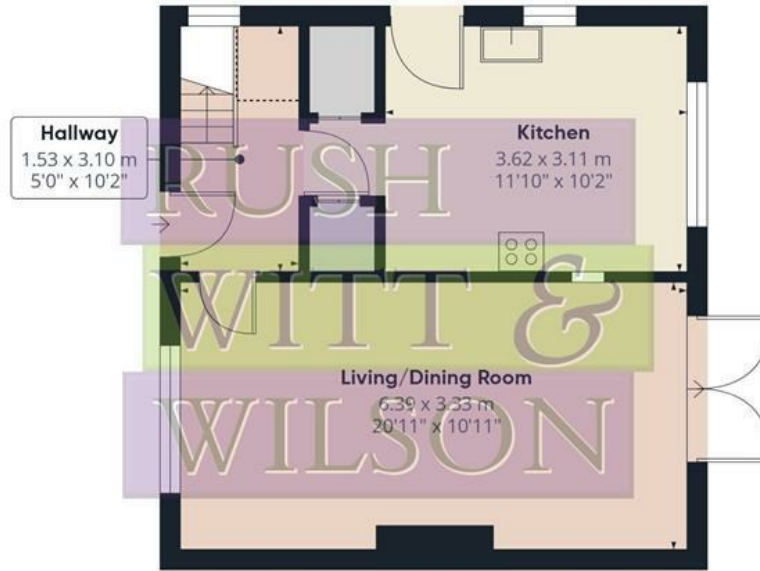 Hallway
1.53 x 3.10 m
5'0" x 10'2"
Kitchen
3.62 x 3.11 m
11'10" x 10'2"
RUSH
WITT &
WILSON
Living/Dining Room
6.39 x 3.33 m
20'11" x 10'11"